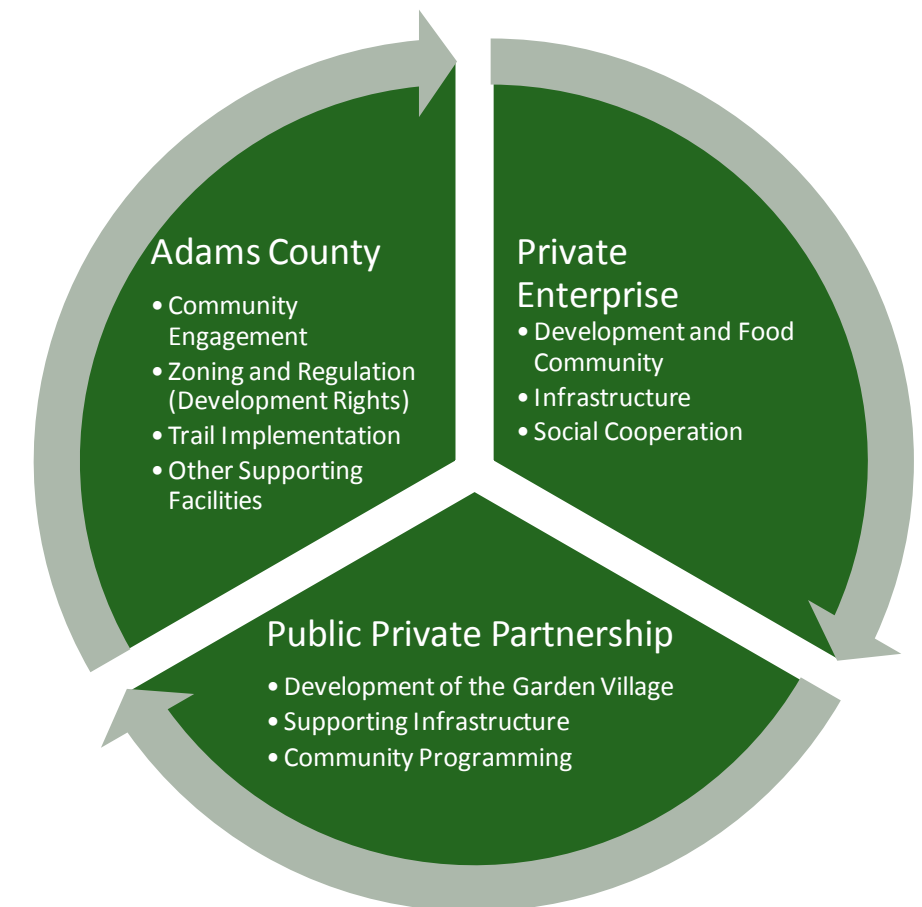 Adams County
• Community
Engagement
• Zoning and Regulation
(Development Rights)
• Trail Implementation
• Other Supporting
Facilities
Private
Enterprise
• Development and Food
Community
• Infrastructure
• Social Cooperation
Public Private Partnership
• Development of the Garden Village
• Supporting Infrastructure
• Community Programming